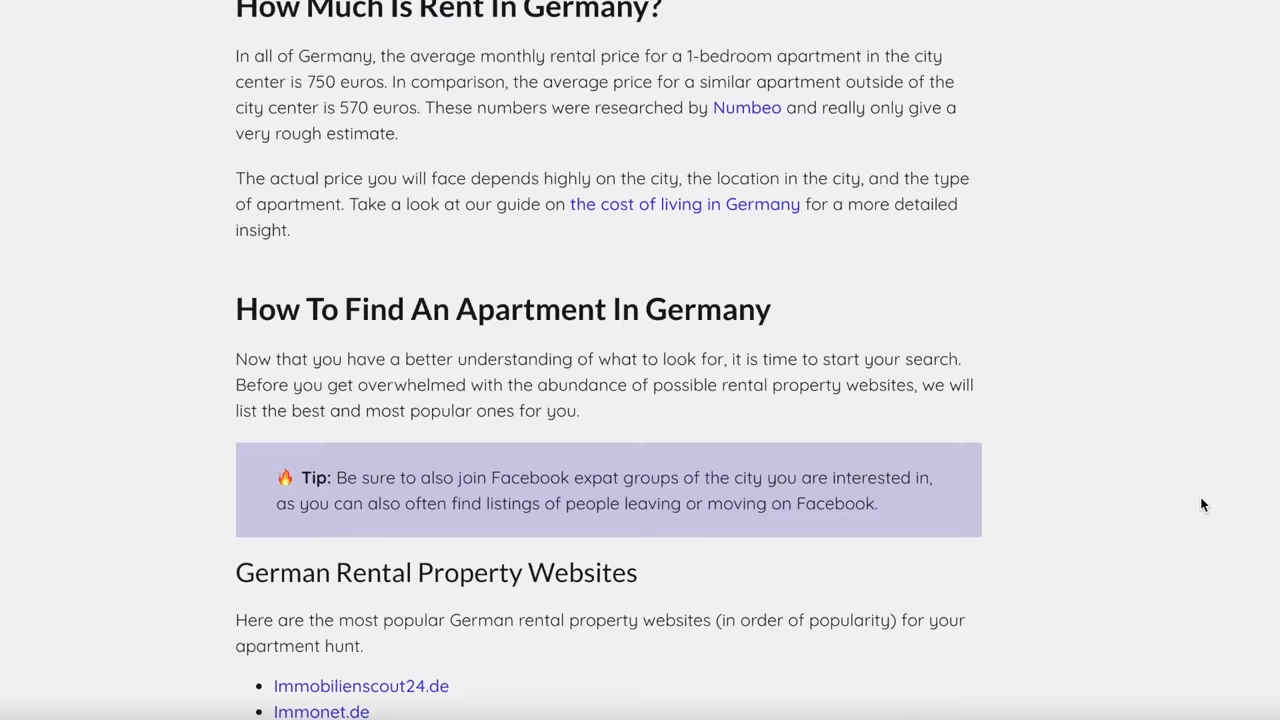 How Much Is Rent In Germany?
In all of Germany, the average monthly rental price for a 1-bedroom apartment in the city
center is 750 euros. In comparison, the average price for a similar apartment outside of the
city center is 570 euros. These numbers were researched by Numbeo and really only give a
very rough estimate.
The actual price you will face depends highly on the city, the location in the city, and the type
of apartment. Take a look at our guide on the cost of living in Germany for a more detailed
insight.
How To Find An Apartment In Germany
Now that you have a better understanding of what to look for, it is time to start your search.
Before you get overwhelmed with the abundance of possible rental property websites, we will
list the best and most popular ones for you.
🔥 Tip: Be sure to also join Facebook expat groups of the city you are interested in,
as you can also often find listings of people leaving or moving on Facebook.
German Rental Property Websites
Here are the most popular German rental property websites (in order of popularity) for your
apartment hunt.
• Immobilienscout24.de
• Immonet.de